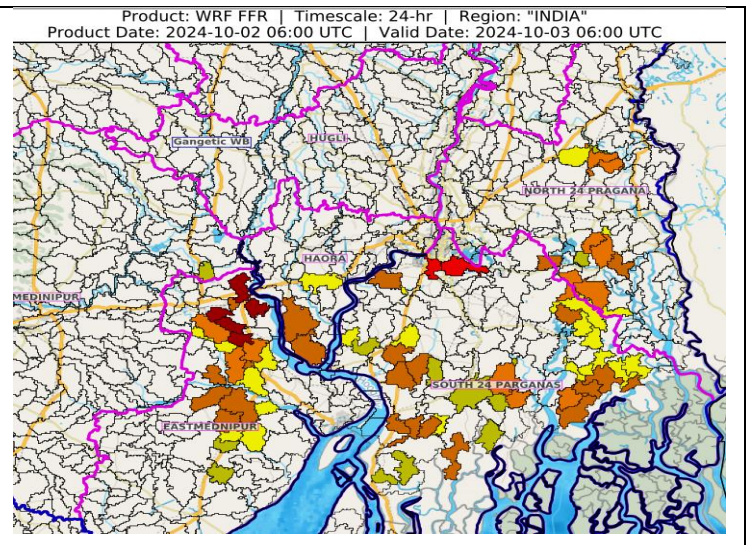 Product: WRF FFR | Timescale: 24-hr | Region: "INDIA"
Product Date: 2024-10-02 06:00 UTC | Valid Date: 2024-10-03 06:00 UTC
Gangetic WB
HUGLI
NORTH 24 PRAGANA
HAORA
MEDINIPUR
SOUTH 24 PARGANAS
EASTMEDNIPUR